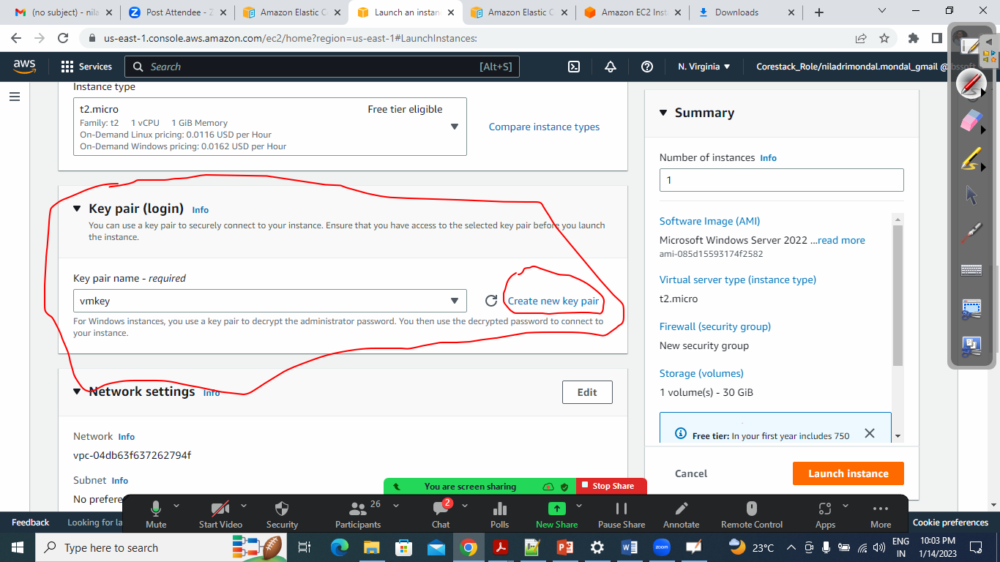 (no subject) - nila
Post Attendee - Z
Amazon Elastic C
Launch an instan
Amazon Elastic C
Amazon EC2 Inst
Downloads
us-east-1.console.aws.amazon.com/ec2/home?region=us-east-1#LaunchInstances:
aws
Services
Search
[Alt+S]
N. Virginia
Corestack_Role/niladrimondal.mondal_gmail @
bssoft
Instance type
t2.micro
Free tier eligible
Family: t2 1 vCPU 1 GiB Memory
On-Demand Linux pricing: 0.0116 USD per Hour
On-Demand Windows pricing: 0.0162 USD per Hour
Compare instance types
Key pair (login) Info
You can use a key pair to securely connect to your instance. Ensure that you have access to the selected key pair before you launch
the instance.
Key pair name - required
vmkey
Create new key pair
For Windows instances, you use a key pair to decrypt the administrator password. You then use the decrypted password to connect to
your instance.
Network settings Info
Edit
Network Info
vpc-04db63f637262794f
Subnet Info
No prefere
Summary
Number of instances Info
1
Software Image (AMI)
Microsoft Windows Server 2022 ...read more
ami-085d15593174f2582
Virtual server type (instance type)
t2.micro
Firewall (security group)
New security group
Storage (volumes)
1 volume(s) - 30 GiB
Free tier: In your first year includes 750
Cancel
Launch instance
You are screen sharing
Stop Share
Mute
Start Video
Security
Participants
26
Chat
2
Polls
New Share
Pause Share
Annotate
Remote Control
Apps
More
Feedback
Looking for la
Cookie preferences
Type here to search
zoom
23°C
ENG
IN
10:03 PM
1/14/2023